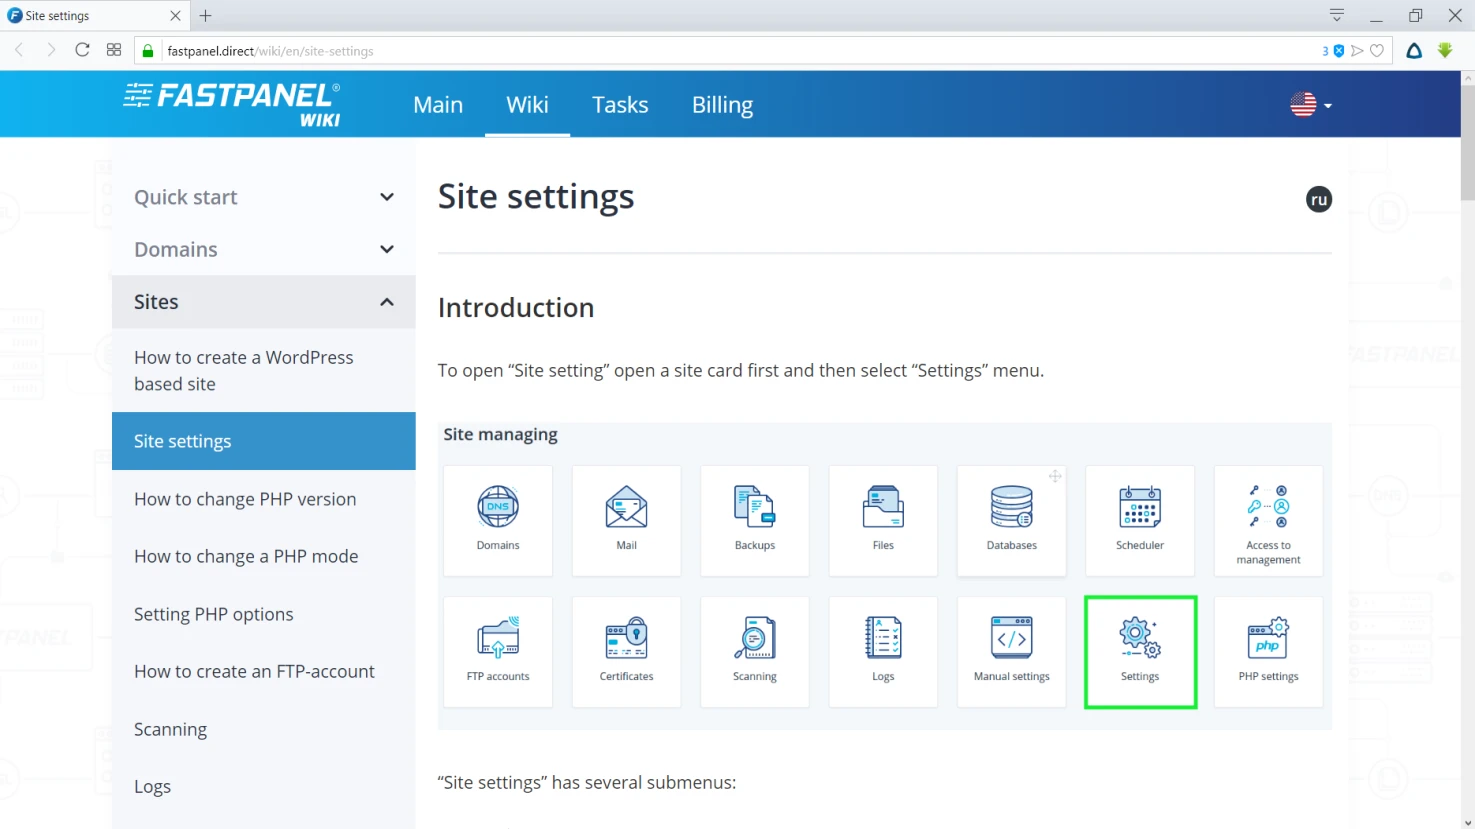 Site settings
fastpanel.direct/wiki/en/site-settings
3
FASTPANEL®
WIKI
Main
Wiki
Tasks
Billing
Quick start
Domains
Sites
How to create a WordPress
based site
Site settings
How to change PHP version
How to change a PHP mode
Setting PHP options
How to create an FTP-account
Scanning
Logs
Site settings
ru
Introduction
To open “Site setting” open a site card first and then select “Settings” menu.
Site managing
DNS
Domains
Mail
Backups
Files
Databases
Scheduler
Access to
management
FTP accounts
Certificates
Scanning
Logs
Manual settings
Settings
php
PHP settings
“Site settings” has several submenus: